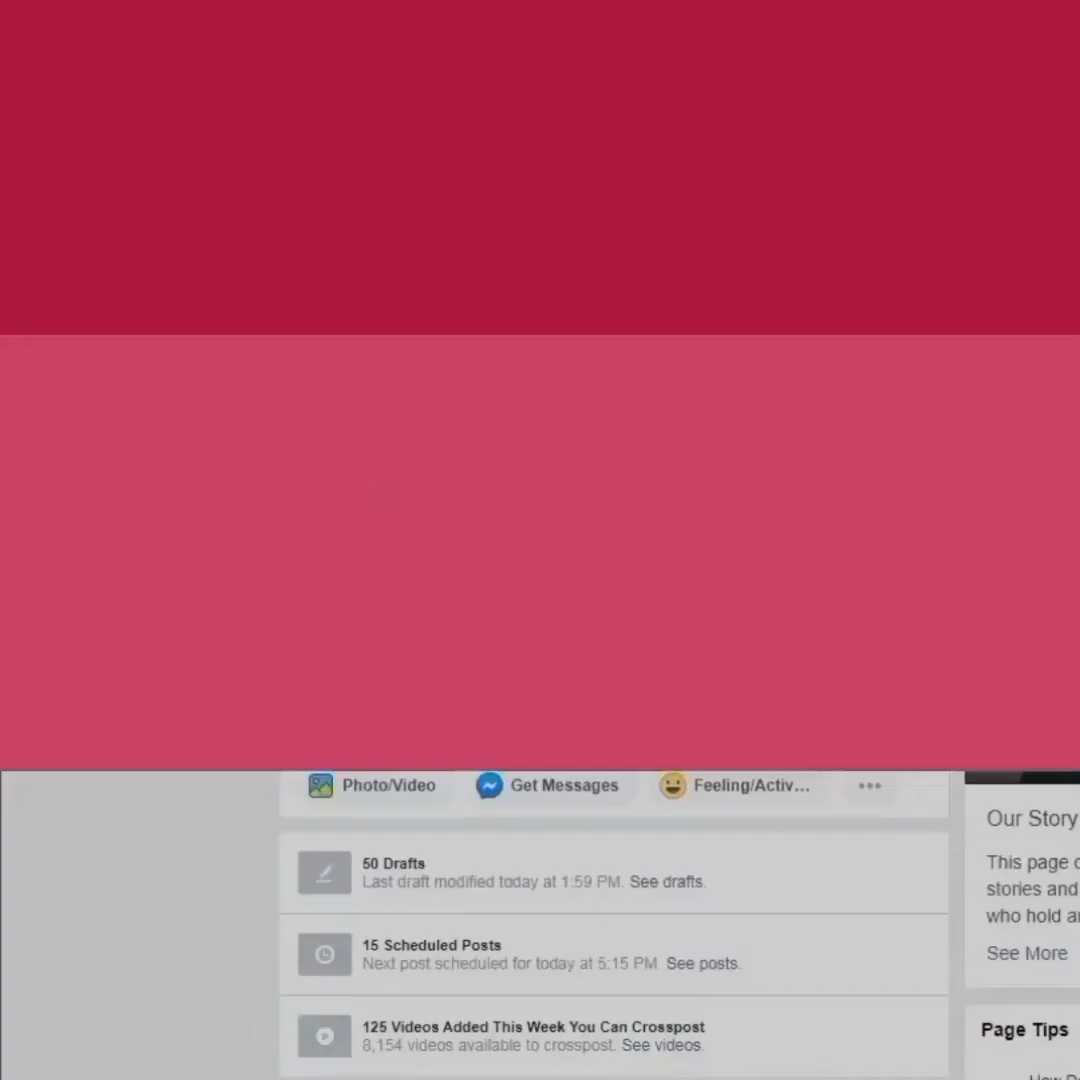 Photo/Video
Get Messages
Feeling/Activ...
50 Drafts
Last draft modified today at 1:59 PM. See drafts.
15 Scheduled Posts
Next post scheduled for today at 5:15 PM See posts.
125 Videos Added This Week You Can Crosspost
8,154 videos available to crosspost. See videos.
Our Story
This page
stories and
who hold
See More
Page Tips